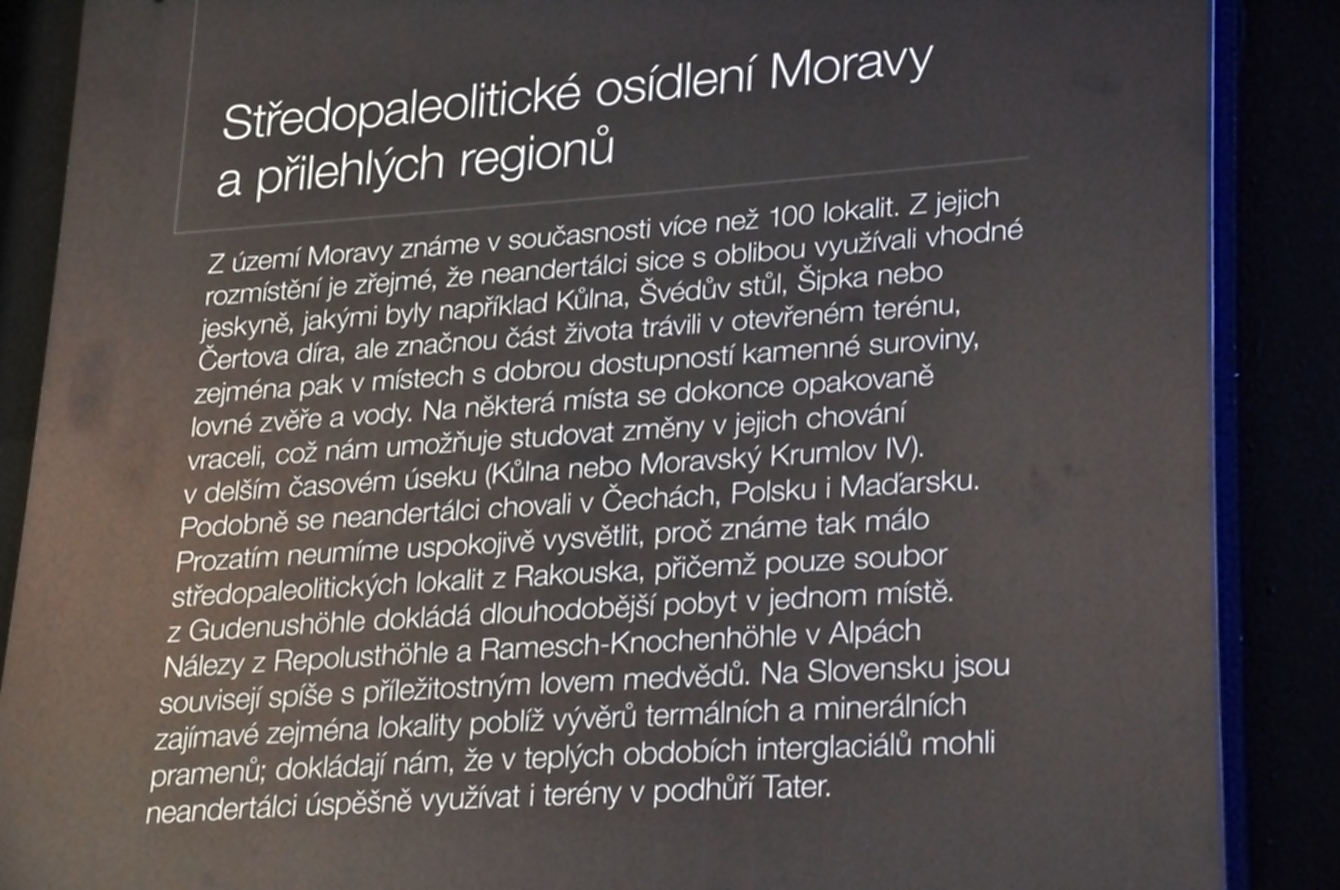 Středopaleolitické osídlení Moravy
a přilehlých regionů
Z území Moravy známe v současnosti více než 100 lokalit. Z jejich
rozmístění je zřejmé, že neandertálci sice s oblibou využívali vhodné
jeskyně, jakými byly například Kůlna, Švédův stůl, Šipka nebo
Čertova díra, ale značnou část života trávili v otevřeném terénu,
zejména pak v místech s dobrou dostupností kamenné suroviny,
lovné zvěře a vody. Na některá místa se dokonce opakovaně
vraceli, což nám umožňuje studovat změny v jejich chování
v delším časovém úseku (Kůlna nebo Moravský Krumlov IV).
Podobně se neandertálci chovali v Čechách, Polsku i Maďarsku.
Prozatím neumíme uspokojivě vysvětlit, proč známe tak málo
středopaleolitických lokalit z Rakouska, přičemž pouze soubor
z Gudenushöhle dokládá dlouhodobější pobyt v jednom místě.
Nálezy z Repolusthöhle a Ramesch-Knochenhöhle v Alpách
souvisejí spíše s příležitostným lovem medvědů. Na Slovensku jsou
zajímavé zejména lokality poblíž vývěrů termálních a minerálních
pramenů; dokládají nám, že v teplých obdobích interglaciálů mohli
neandertálci úspěšně využívat i terény v podhůří Tater.